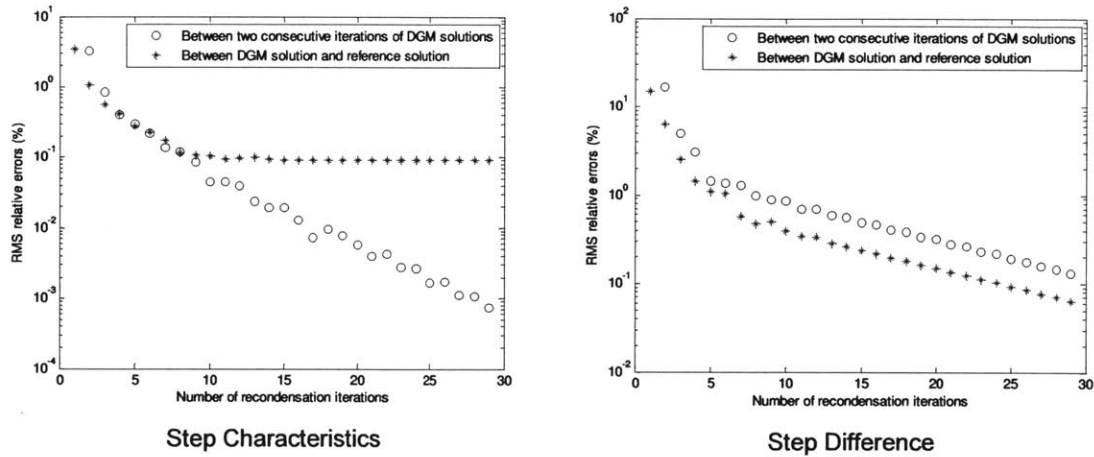 Between two consecutive iterations of DGM solutions
Between DGM solution and reference solution
10^1
10^0
10^-1
10^-2
10^-3
10^-4
RMS relative errors (%)
0 5 10 15 20 25 30
Number of recondensation iterations
Step Characteristics
Between two consecutive iterations of DGM solutions
Between DGM solution and reference solution
10^2
10^1
10^0
10^-1
10^-2
RMS relative errors (%)
0 5 10 15 20 25 30
Number of recondensation iterations
Step Difference